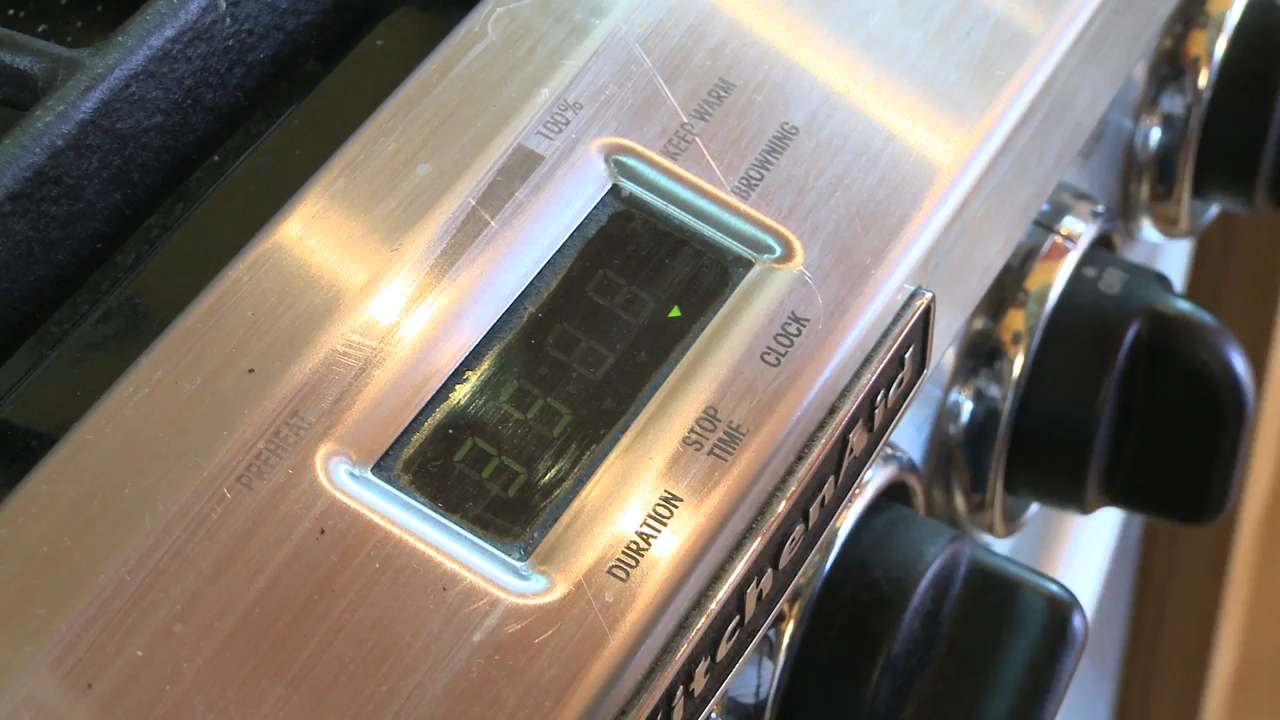 100%
KEEP WARM
BROWNING
PREHEAT
CLOCK
STOP
TIME
DURATION
KitchenAid